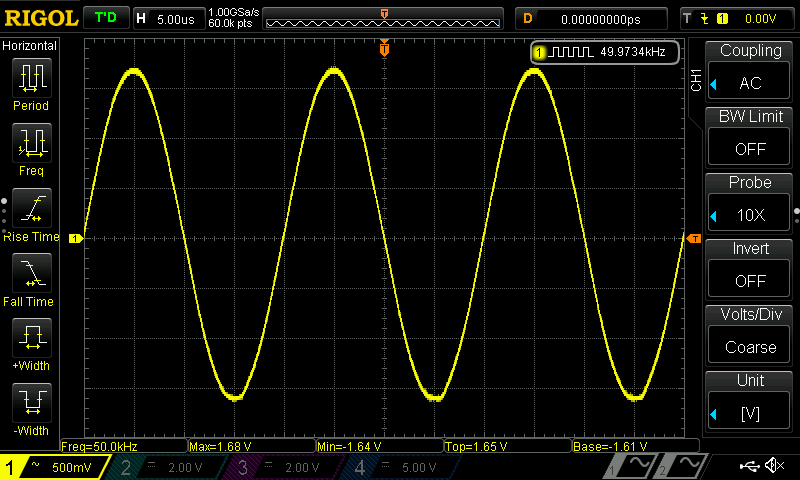 RIGOL T'D H 5.00us 1.00GSa/s 60.0k pts T D 0.00000000ps T 1 0.00V
Horizontal
Period
Freq
Rise Time
Fall Time
+Width
-Width
T
1 49.9734kHz
1
T
CH1
Coupling
AC
BW Limit
OFF
Probe
10X
Invert
OFF
Volts/Div
Coarse
Unit
[V]
Freq=50.0kHz Max=1.68 V Min=-1.64 V Top=1.65 V Base=-1.61 V
1 ~ 500mV 2 = 2.00 V 3 = 2.00 V 4 = 5.00 V 1 2